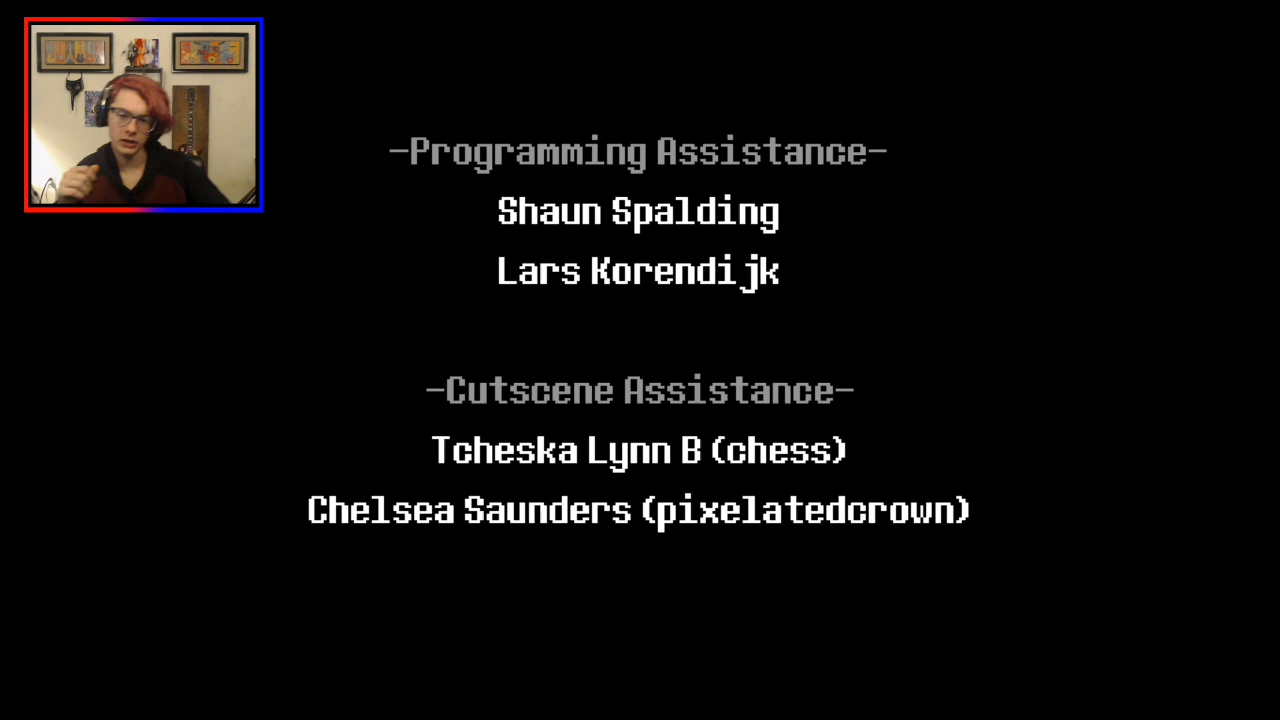 -Programming Assistance-
Shaun Spalding
Lars Korendijk
-Cutscene Assistance-
Tcheska Lynn B (chess)
Chelsea Saunders (pixelatedcrown)